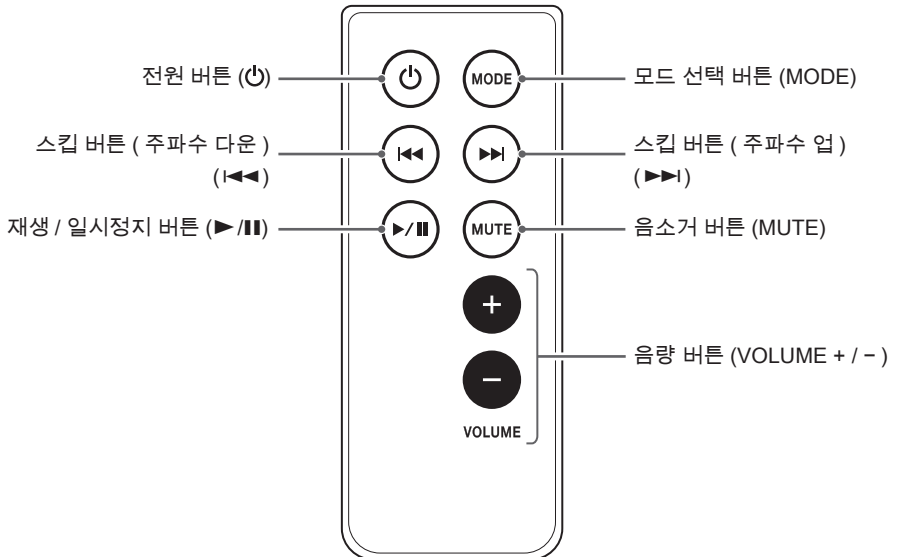 전원 버튼 (⏻)
MODE
모드 선택 버튼 (MODE)
스킵 버튼 ( 주파수 다운 )
(⏮)
스킵 버튼 ( 주파수 업 )
(⏭)
재생 / 일시정지 버튼 (▶/⏸)
MUTE
음소거 버튼 (MUTE)
+
음량 버튼 (VOLUME + / − )
−
VOLUME